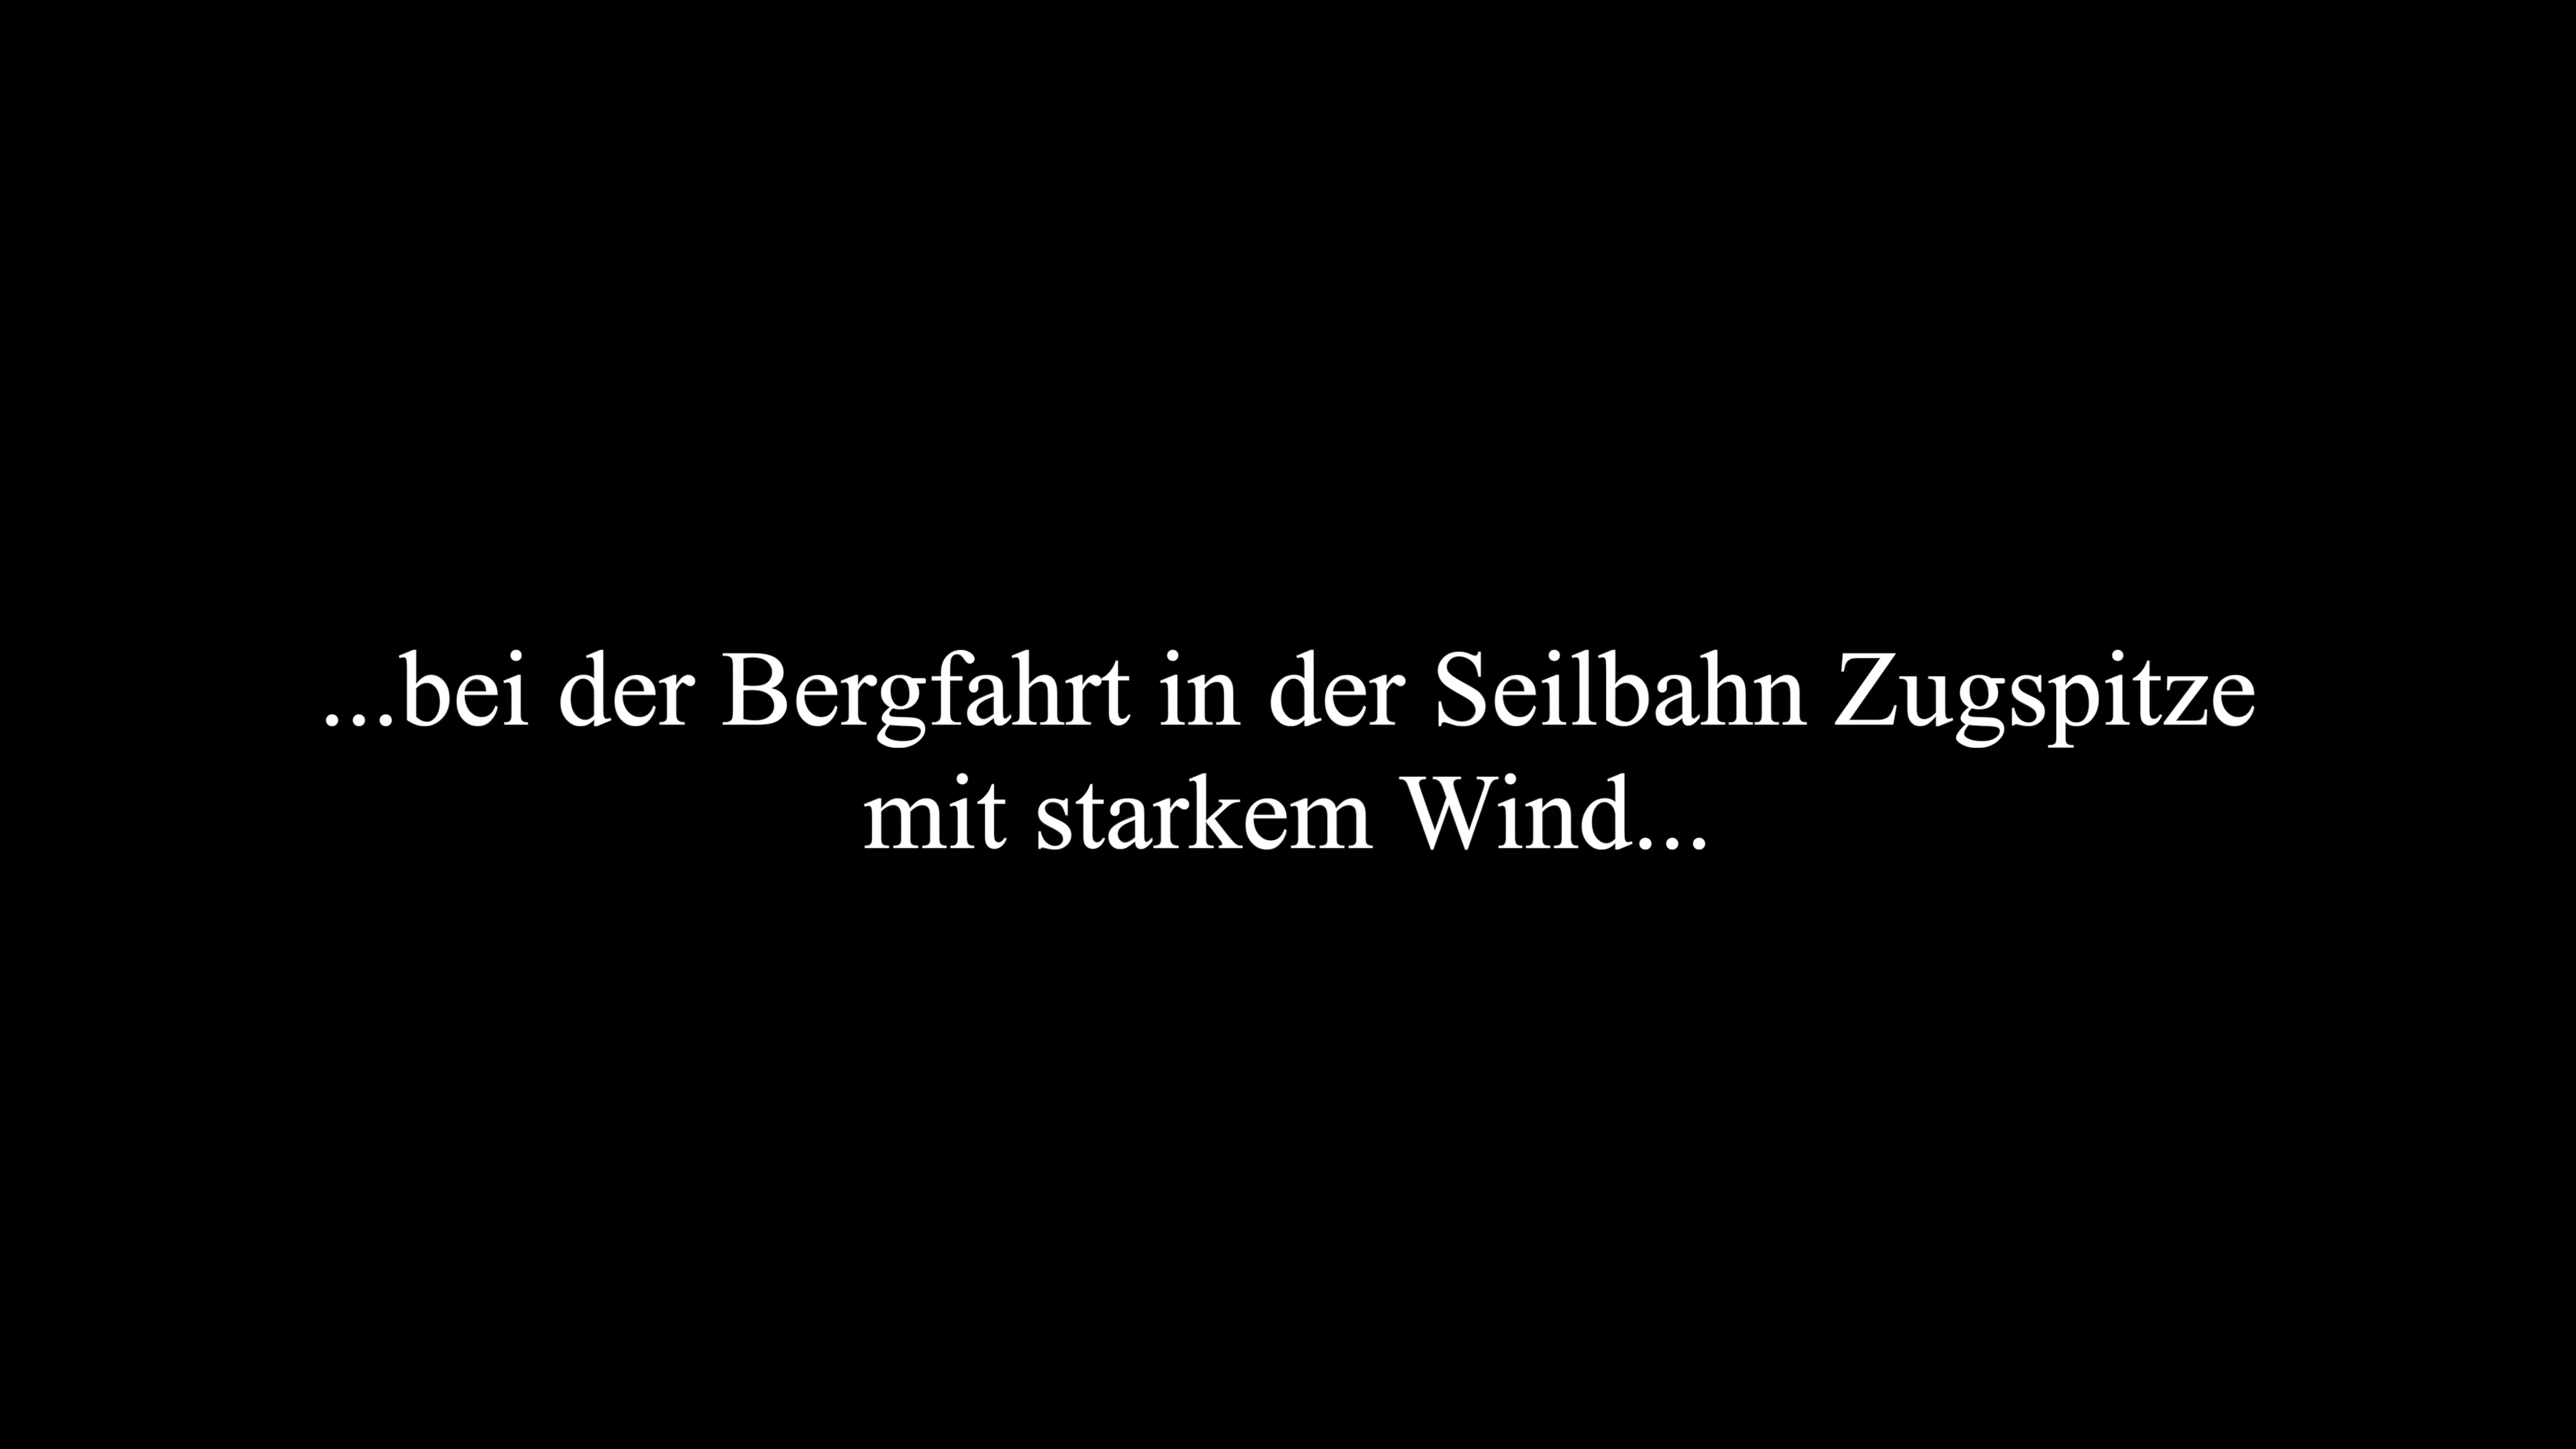 ...bei der Bergfahrt in der Seilbahn Zugspitze
mit starkem Wind...